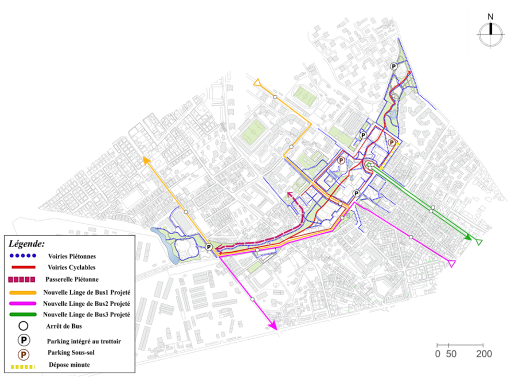 N
P
P
P
P
P
P
Légende:
Voiries Piétonnes
Voiries Cyclables
Passerelle Piétonne
Nouvelle Linge de Bus1 Projeté
Nouvelle Linge de Bus2 Projeté
Nouvelle Linge de Bus3 Projeté
Arrêt de Bus
P Parking intégré au trottoir
P Parking Sous-sol
Dépose minute
0 50 200